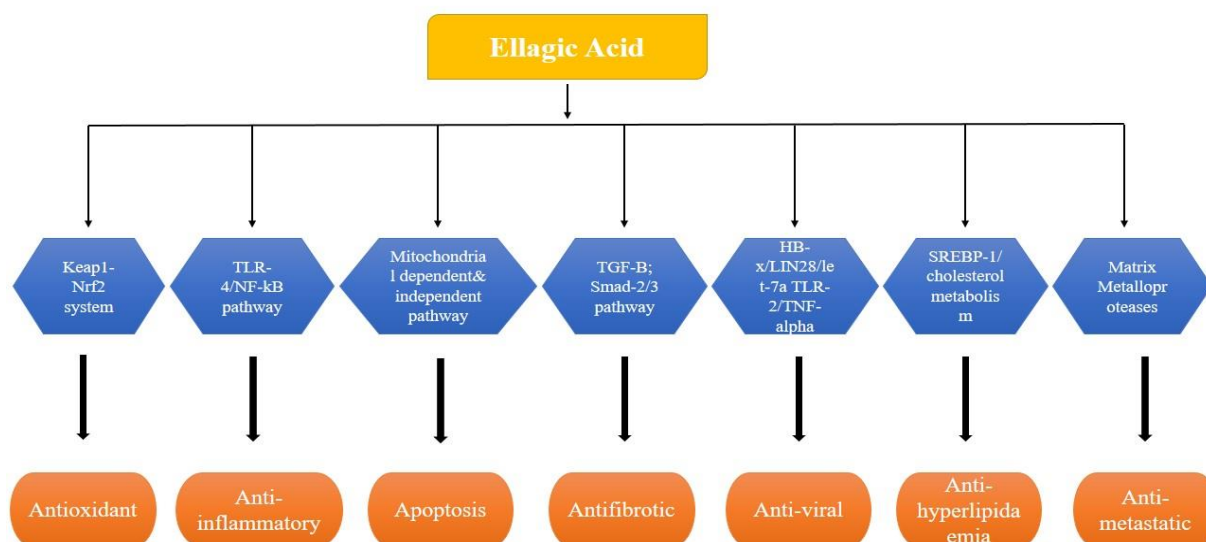 Ellagic Acid
Keap1-
Nrf2
system
TLR-
4/NF-kB
pathway
Mitochondria
l dependent&
independent
pathway
TGF-B;
Smad-2/3
pathway
HB-
x/LIN28/le
t-7a TLR-
2/TNF-
alpha
SREBP-1/
cholesterol
metabolis
m
Matrix
Metallopr
oteases
Antioxidant
Anti-
inflammatory
Apoptosis
Antifibrotic
Anti-viral
Anti-
hyperlipida
emia
Anti-
metastatic